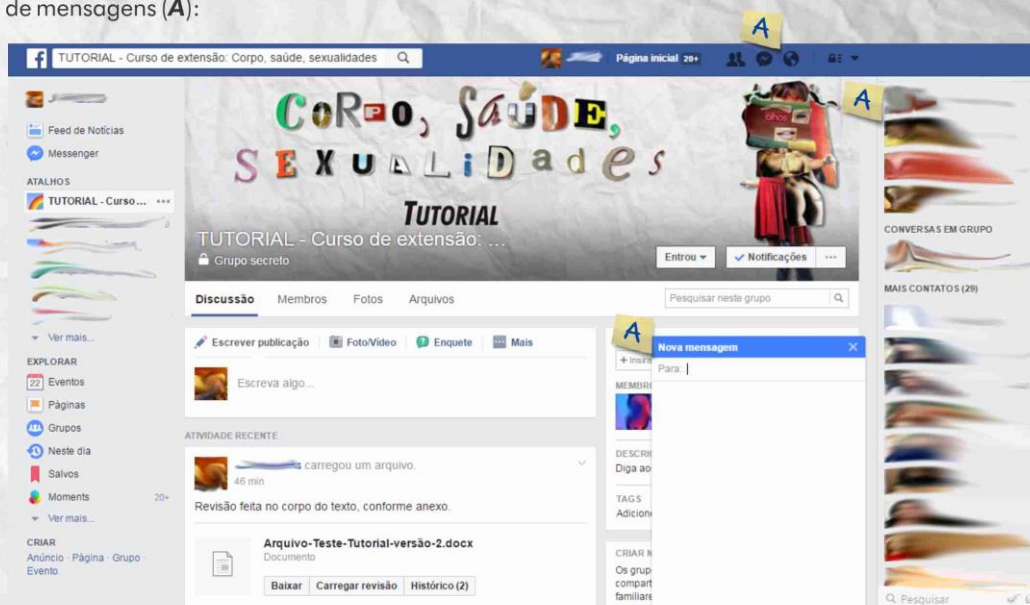 de mensagens (A):
A
TUTORIAL - Curso de extensão: Corpo, saúde, sexualidades
Página inicial 20+
A
Feed de Notícias
Messenger
ATALHOS
TUTORIAL - Curso ...
Ver mais...
EXPLORAR
22 Eventos
Páginas
Grupos
Neste dia
Salvos
Moments 20+
Ver mais...
CRIAR
Anúncio · Página · Grupo ·
Evento
CORPO, SAÚDE,
SEXUALiDadeS
olhos
TUTORIAL
TUTORIAL - Curso de extensão: ...
Grupo secreto
Entrou
Notificações
Discussão Membros Fotos Arquivos
Pesquisar neste grupo
Escrever publicação Foto/Vídeo Enquete Mais
Escreva algo...
ATIVIDADE RECENTE
carregou um arquivo.
46 min
Revisão feita no corpo do texto, conforme anexo.
Arquivo-Teste-Tutorial-versão-2.docx
Documento
Baixar Carregar revisão Histórico (2)
A
+ Insira
MEMBRO
DESCRI
Diga ao
TAGS
Adicion
CRIAR N
Os grup
compart
familiare
Nova mensagem
Para:
CONVERSAS EM GRUPO
MAIS CONTATOS (29)
Pesquisar